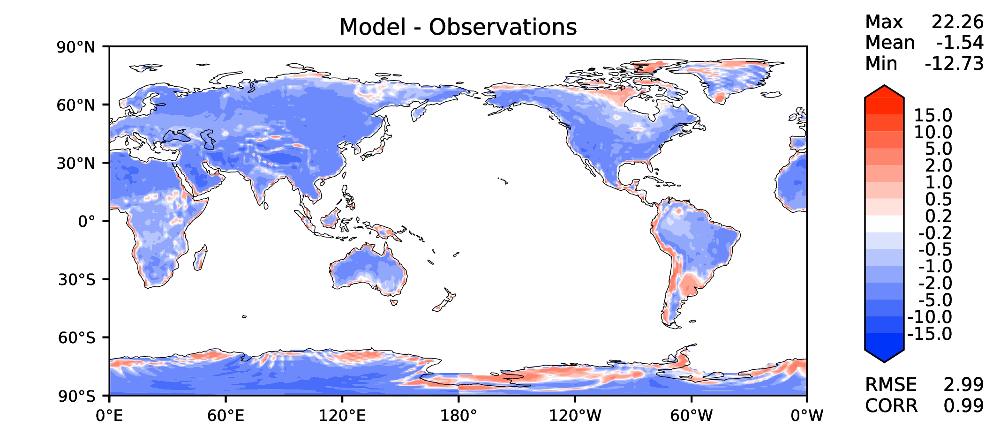 Model - Observations
Max 22.26
Mean -1.54
Min -12.73
90°N
60°N
30°N
0°
30°S
60°S
90°S
0°E 60°E 120°E 180° 120°W 60°W 0°W
15.0
10.0
5.0
2.0
1.0
0.5
0.2
-0.2
-0.5
-1.0
-2.0
-5.0
-10.0
-15.0
RMSE 2.99
CORR 0.99